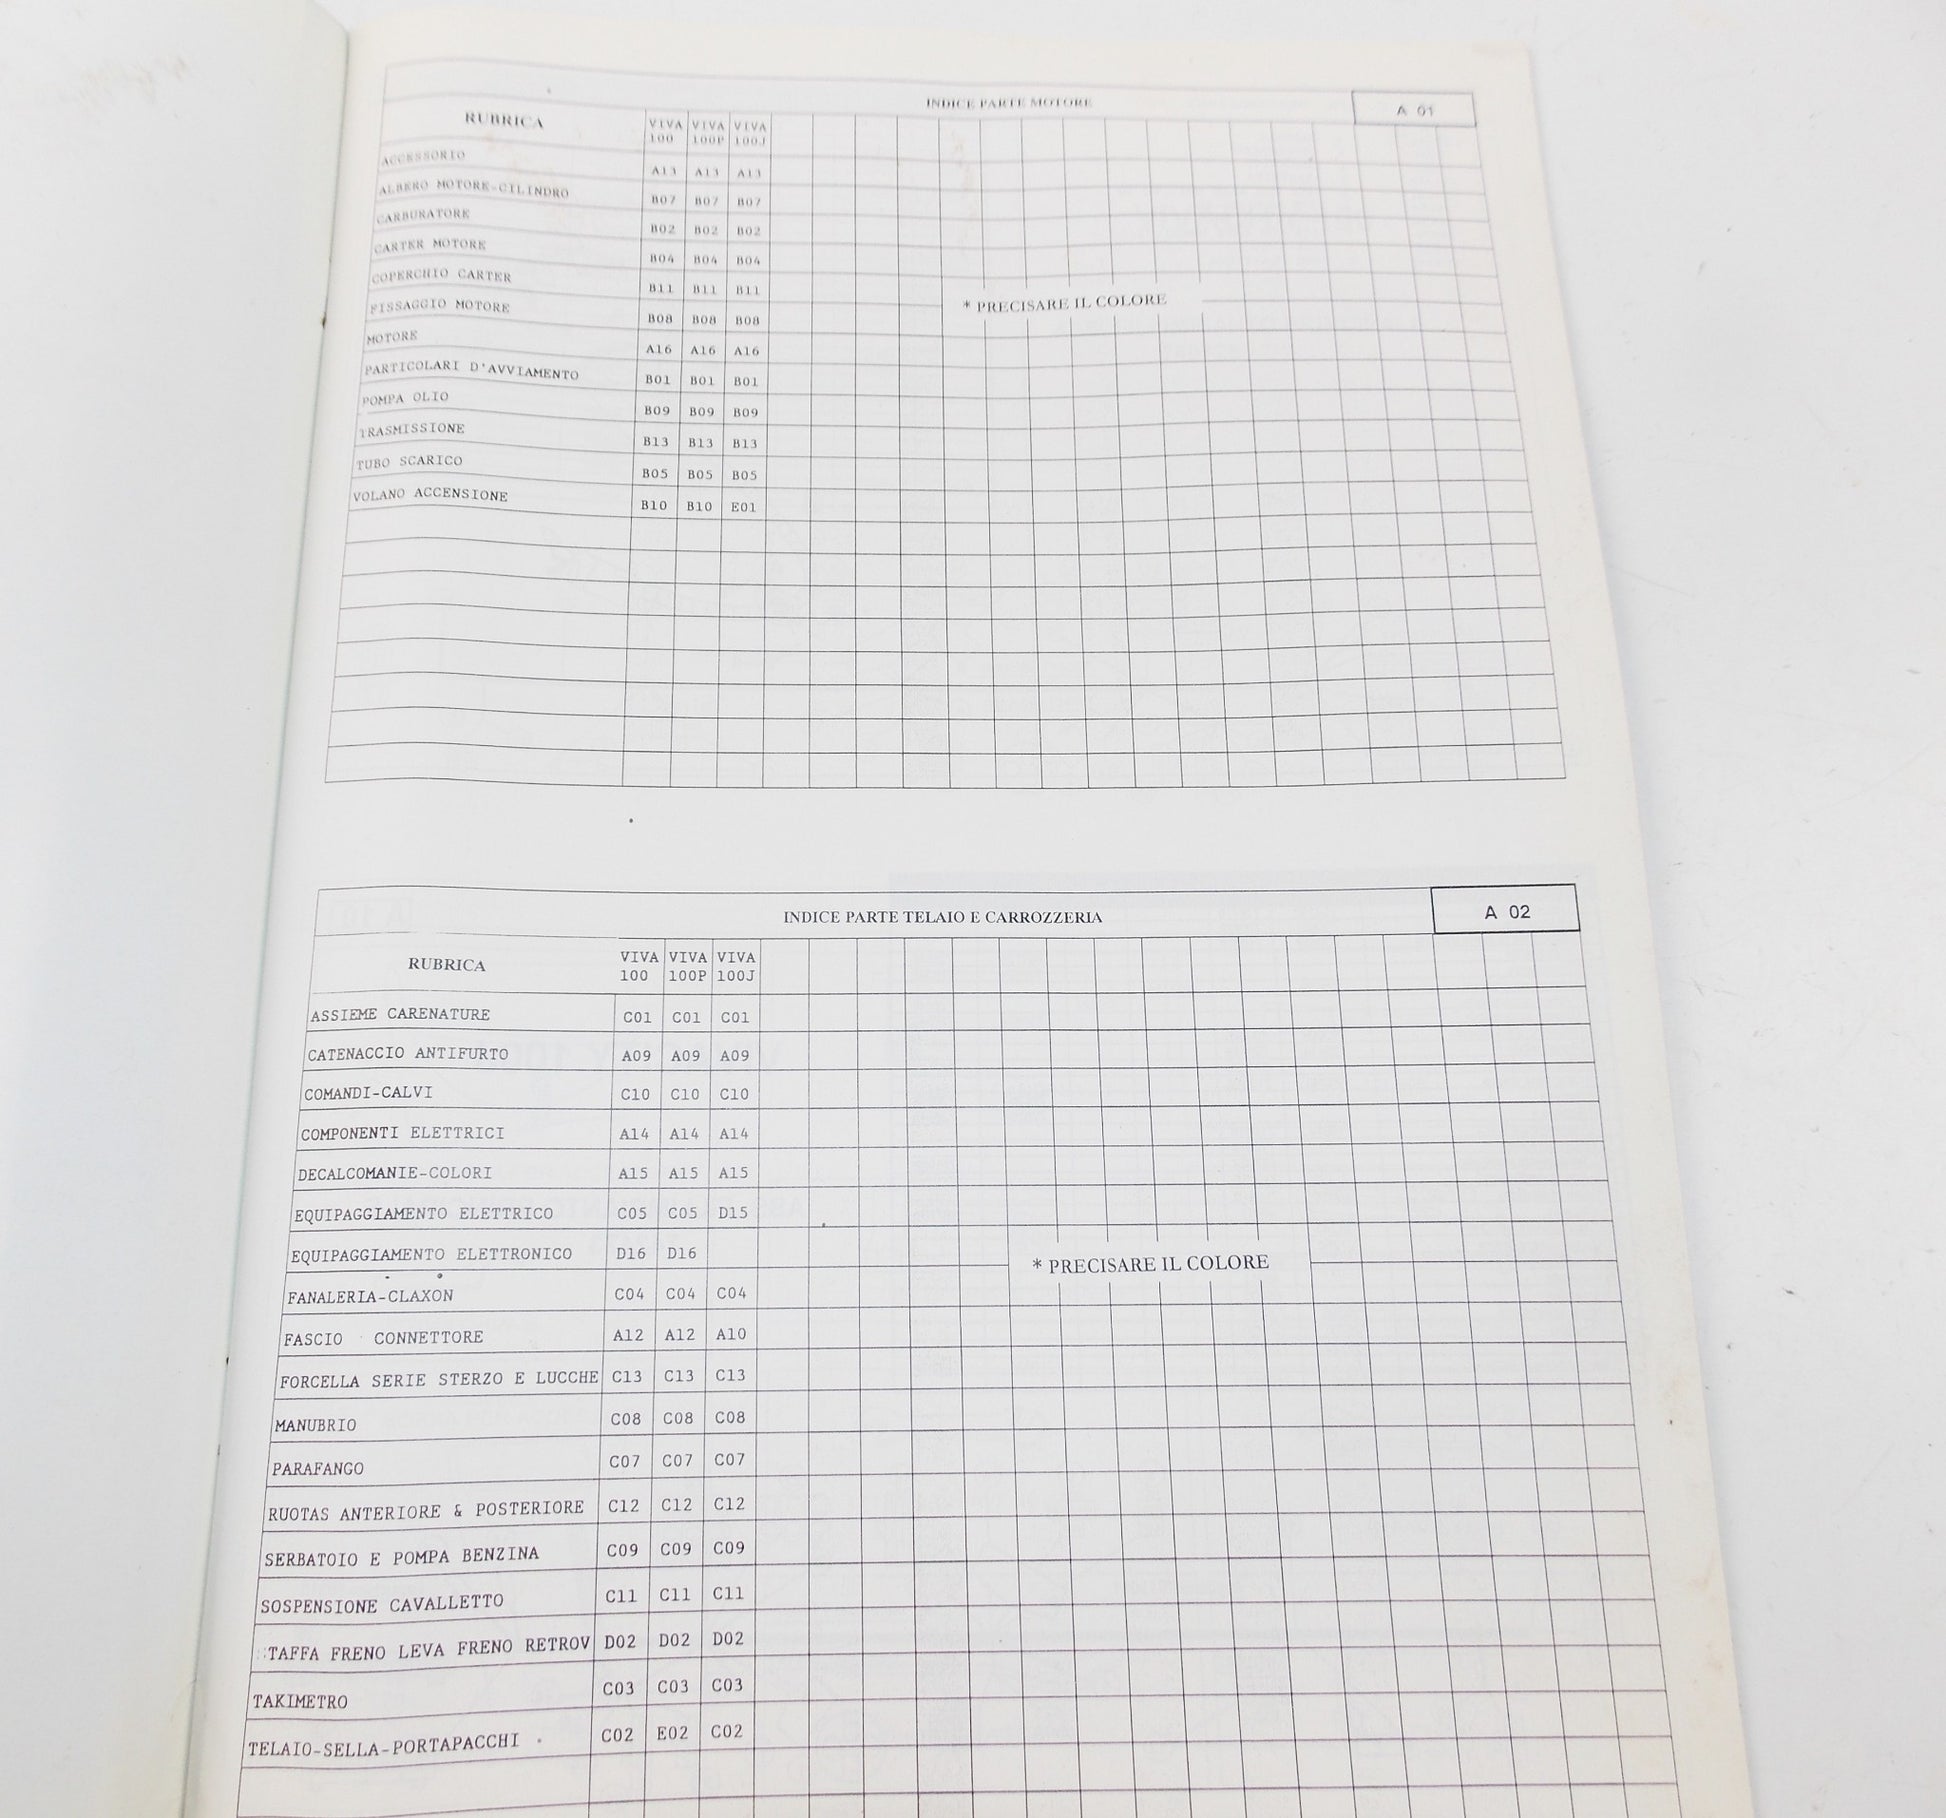 INDICE PARTE MOTORE A 01
RUBRICA VIVA 100 VIVA 100P VIVA 100J
ACCESSORIO A13 A13 A13
ALBERO MOTORE-CILINDRO B07 B07 B07
CARBURATORE B02 B02 B02
CARTER MOTORE B04 B04 B04
COPERCHIO CARTER B11 B11 B11
FISSAGGIO MOTORE B08 B08 B08
MOTORE A16 A16 A16
PARTICOLARI D'AVVIAMENTO B01 B01 B01
POMPA OLIO B09 B09 B09
TRASMISSIONE B13 B13 B13
TUBO SCARICO B05 B05 B05
VOLANO ACCENSIONE B10 B10 E01
* PRECISARE IL COLORE
INDICE PARTE TELAIO E CARROZZERIA A 02
RUBRICA VIVA 100 VIVA 100P VIVA 100J
ASSIEME CARENATURE C01 C01 C01
CATENACCIO ANTIFURTO A09 A09 A09
COMANDI-CALVI C10 C10 C10
COMPONENTI ELETTRICI A14 A14 A14
DECALCOMANIE-COLORI A15 A15 A15
EQUIPAGGIAMENTO ELETTRICO C05 C05 D15
EQUIPAGGIAMENTO ELETTRONICO D16 D16
FANALERIA-CLAXON C04 C04 C04
FASCIO CONNETTORE A12 A12 A10
FORCELLA SERIE STERZO E LUCCHE C13 C13 C13
MANUBRIO C08 C08 C08
PARAFANGO C07 C07 C07
RUOTAS ANTERIORE & POSTERIORE C12 C12 C12
SERBATOIO E POMPA BENZINA C09 C09 C09
SOSPENSIONE CAVALLETTO C11 C11 C11
TAFFA FRENO LEVA FRENO RETROV D02 D02 D02
TAKIMETRO C03 C03 C03
TELAIO-SELLA-PORTAPACCHI C02 E02 C02
* PRECISARE IL COLORE